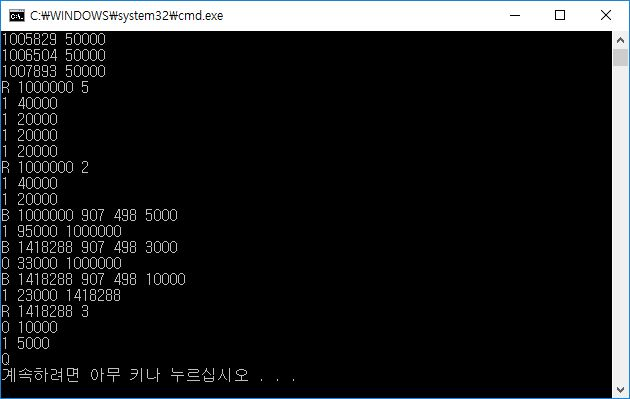 C:\WINDOWS\system32\cmd.exe
1005829 50000
1006504 50000
1007893 50000
R 1000000 5
1 40000
1 20000
1 20000
1 20000
R 1000000 2
1 40000
1 20000
B 1000000 907 498 5000
1 95000 1000000
B 1418288 907 498 3000
0 33000 1000000
B 1418288 907 498 10000
1 23000 1418288
R 1418288 3
0 10000
1 5000
Q
계속하려면 아무 키나 누르십시오 . . .